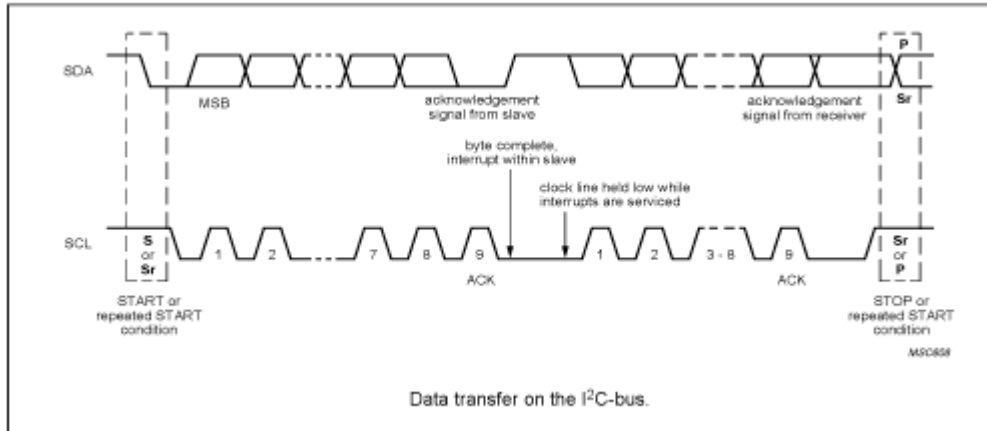 P
SDA
MSB
acknowledgement
signal from slave
acknowledgement
signal from receiver
Sr
byte complete,
interrupt within slave
clock line held low while
interrupts are serviced
SCL
S
or
Sr
1
2
7
8
9
1
2
3 - 8
9
Sr
or
P
ACK
ACK
START or
repeated START
condition
STOP or
repeated START
condition
MSC608
Data transfer on the I²C-bus.